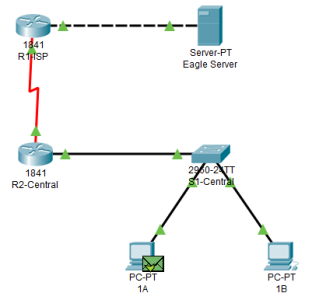 1841
R1-ISP
Server-PT
Eagle Server
1841
R2-Central
2960-24TT
S1-Central
PC-PT
1A
PC-PT
1B